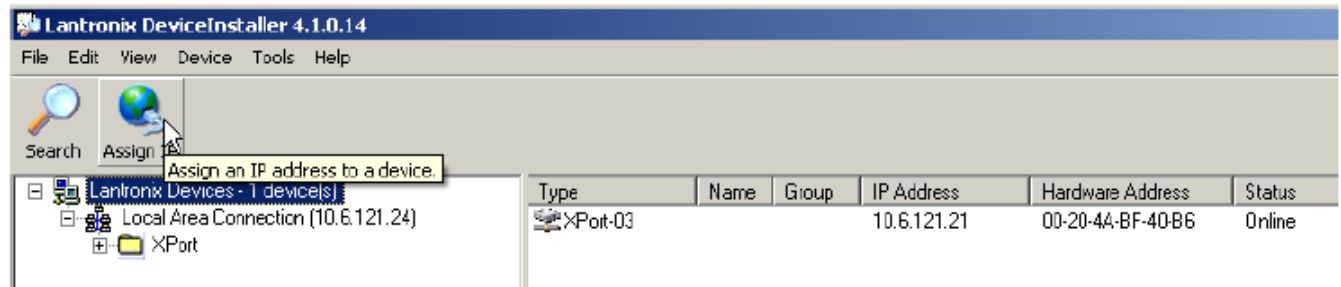 Lantronix DeviceInstaller 4.1.0.14
File Edit View Device Tools Help
Search Assign
Assign an IP address to a device.
Lantronix Devices - 1 device(s)
Type Name Group IP Address Hardware Address Status
Local Area Connection (10.6.121.24)
XPort-03 10.6.121.21 00-20-4A-BF-40-B6 Online
XPort